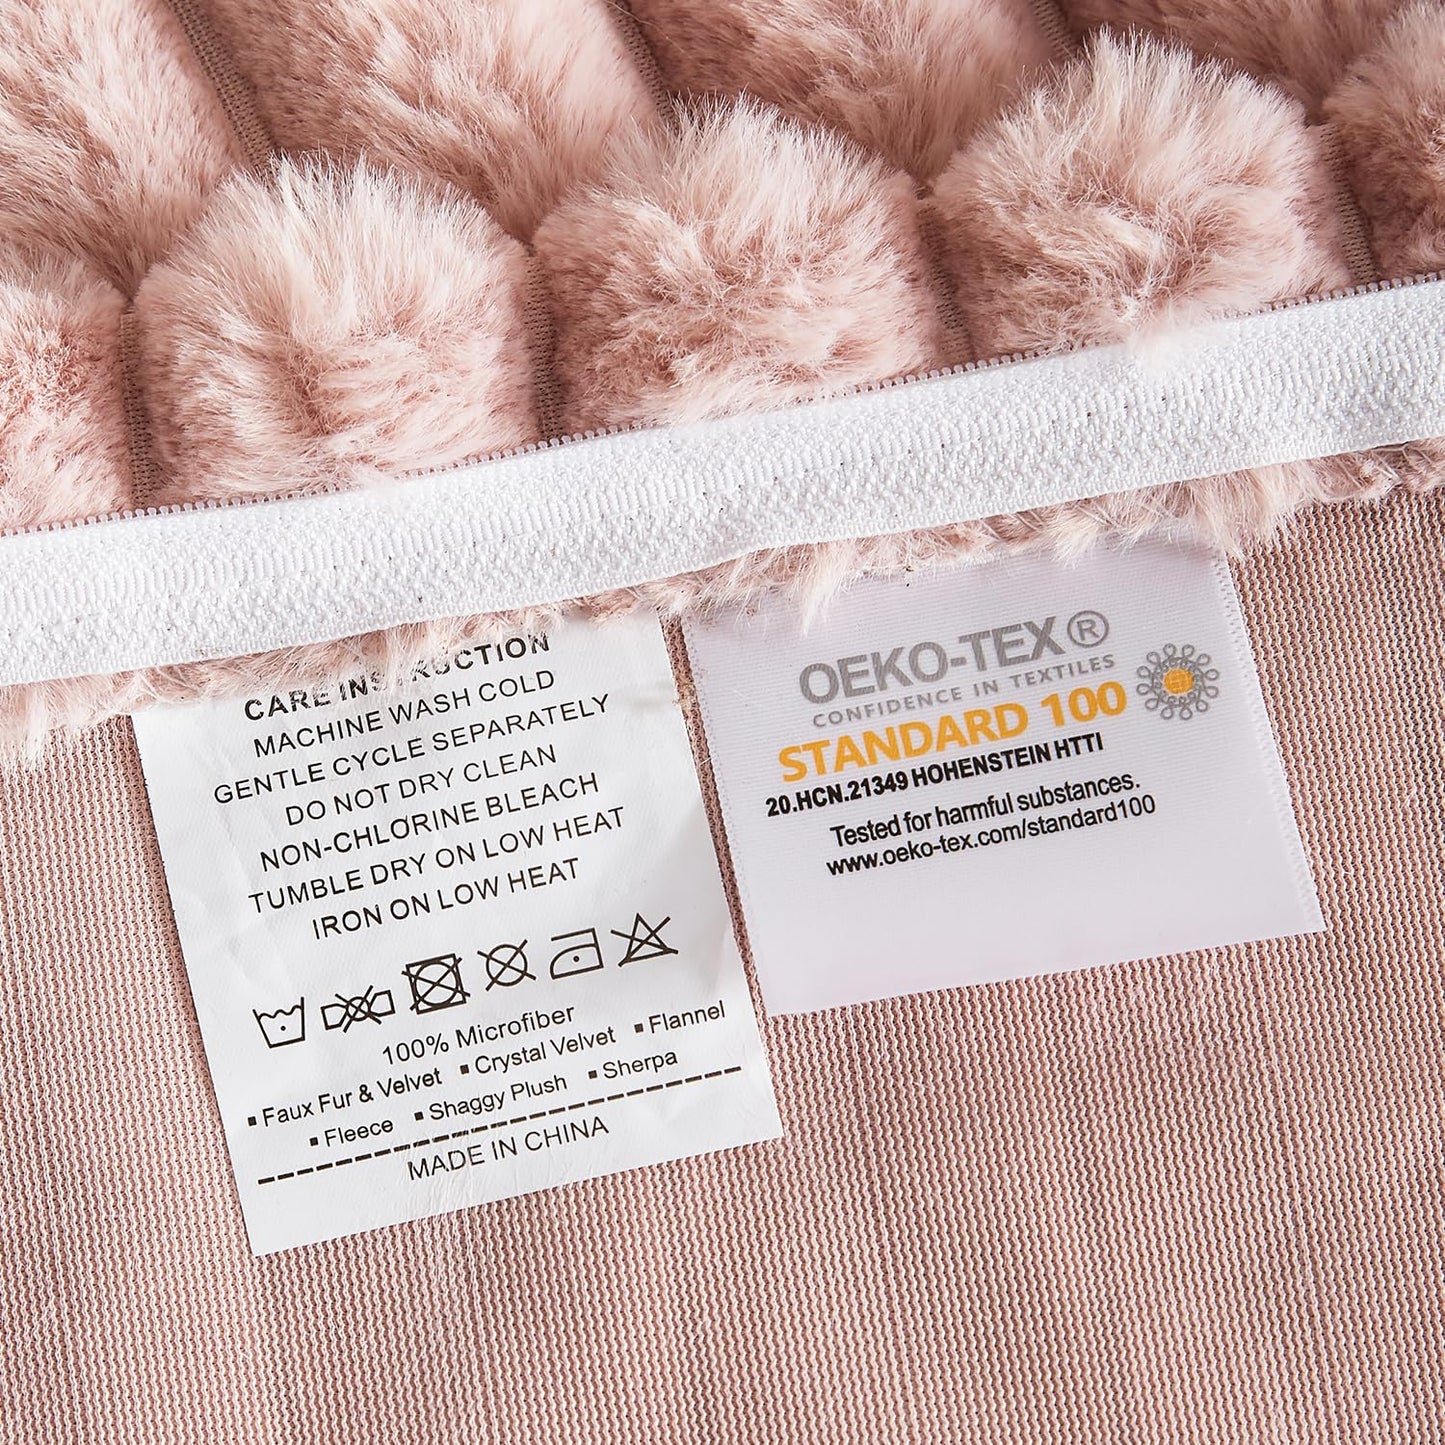 CARE INSTRUCTION
MACHINE WASH COLD
GENTLE CYCLE SEPARATELY
DO NOT DRY CLEAN
NON-CHLORINE BLEACH
TUMBLE DRY ON LOW HEAT
IRON ON LOW HEAT
100% Microfiber
▪Faux Fur & Velvet ▪Crystal Velvet ▪Flannel
▪Fleece ▪Shaggy Plush ▪Sherpa
MADE IN CHINA
OEKO-TEX®
CONFIDENCE IN TEXTILES
STANDARD 100
20.HCN.21349 HOHENSTEIN HTTI
Tested for harmful substances.
www.oeko-tex.com/standard100